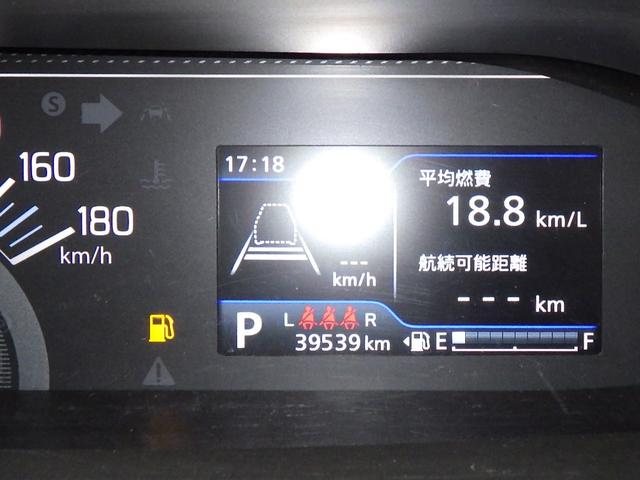 S
160
180
km/h
17:18
平均燃費
18.8 km/L
---
km/h
航続可能距離
--- km
P
L R
39539 km
E F